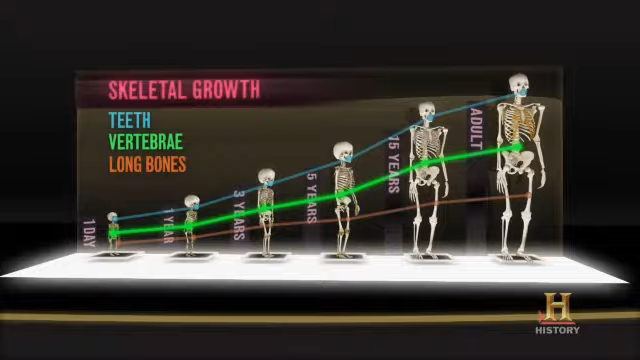 SKELETAL GROWTH
TEETH
VERTEBRAE
LONG BONES
1 DAY
1 YEAR
3 YEARS
5 YEARS
15 YEARS
ADULT
H
HISTORY